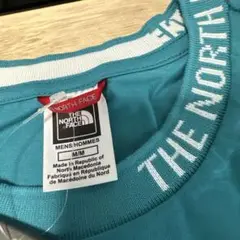 NORTH FACE
THE
NORTH
FACE
MENS/HOMMES
M/M
Made in Republic of
North Macedonia
Fabriqué en République
de Macédoine du Nord
THE NORTH